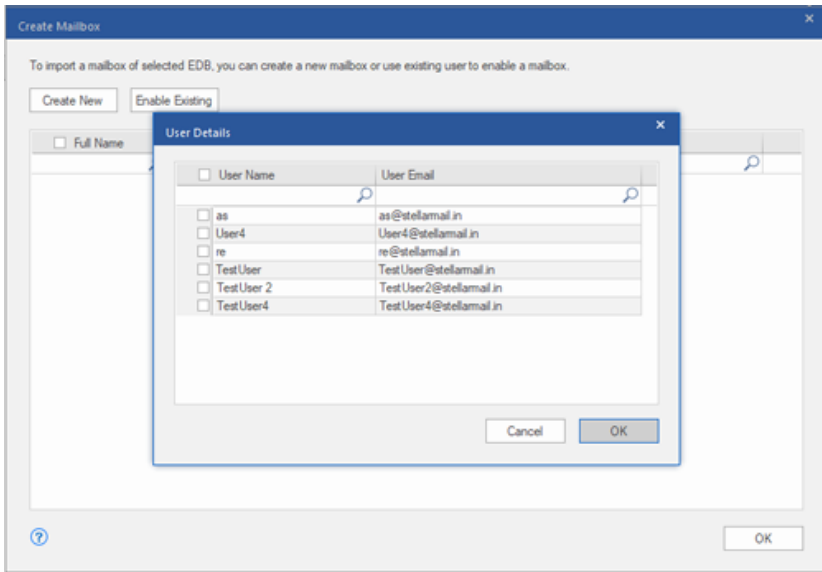 Create Mailbox
To import a mailbox of selected EDB, you can create a new mailbox or use existing user to enable a mailbox.
Create New Enable Existing
Full Name
User Details
User Name User Email
as as@stellarmail.in
User4 User4@stellarmail.in
re re@stellarmail.in
TestUser TestUser@stellarmail.in
TestUser 2 TestUser2@stellarmail.in
TestUser4 TestUser4@stellarmail.in
Cancel OK
? OK